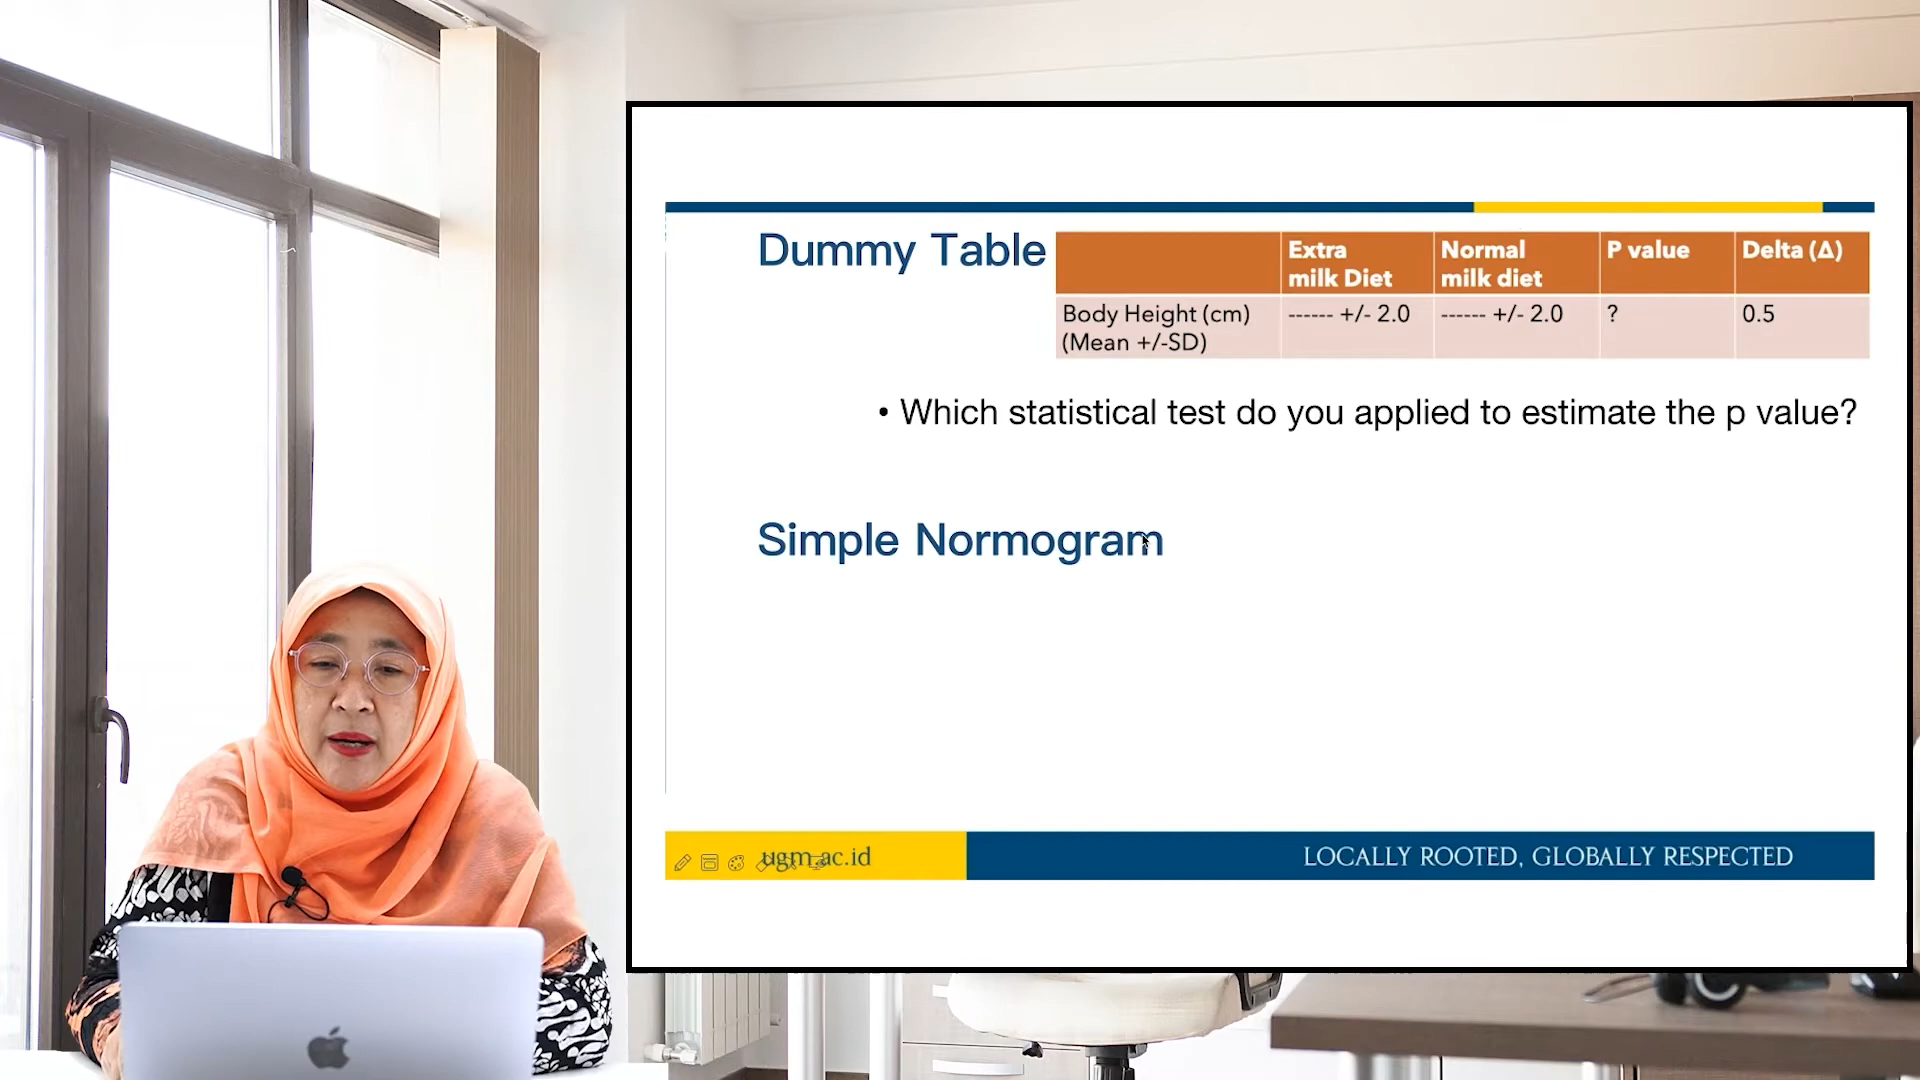 Dummy Table
Extra milk Diet
Normal milk diet
P value
Delta (Δ)
Body Height (cm)
(Mean +/-SD)
------ +/- 2.0
------ +/- 2.0
?
0.5
• Which statistical test do you applied to estimate the p value?
Simple Normogram
ugm.ac.id
LOCALLY ROOTED, GLOBALLY RESPECTED